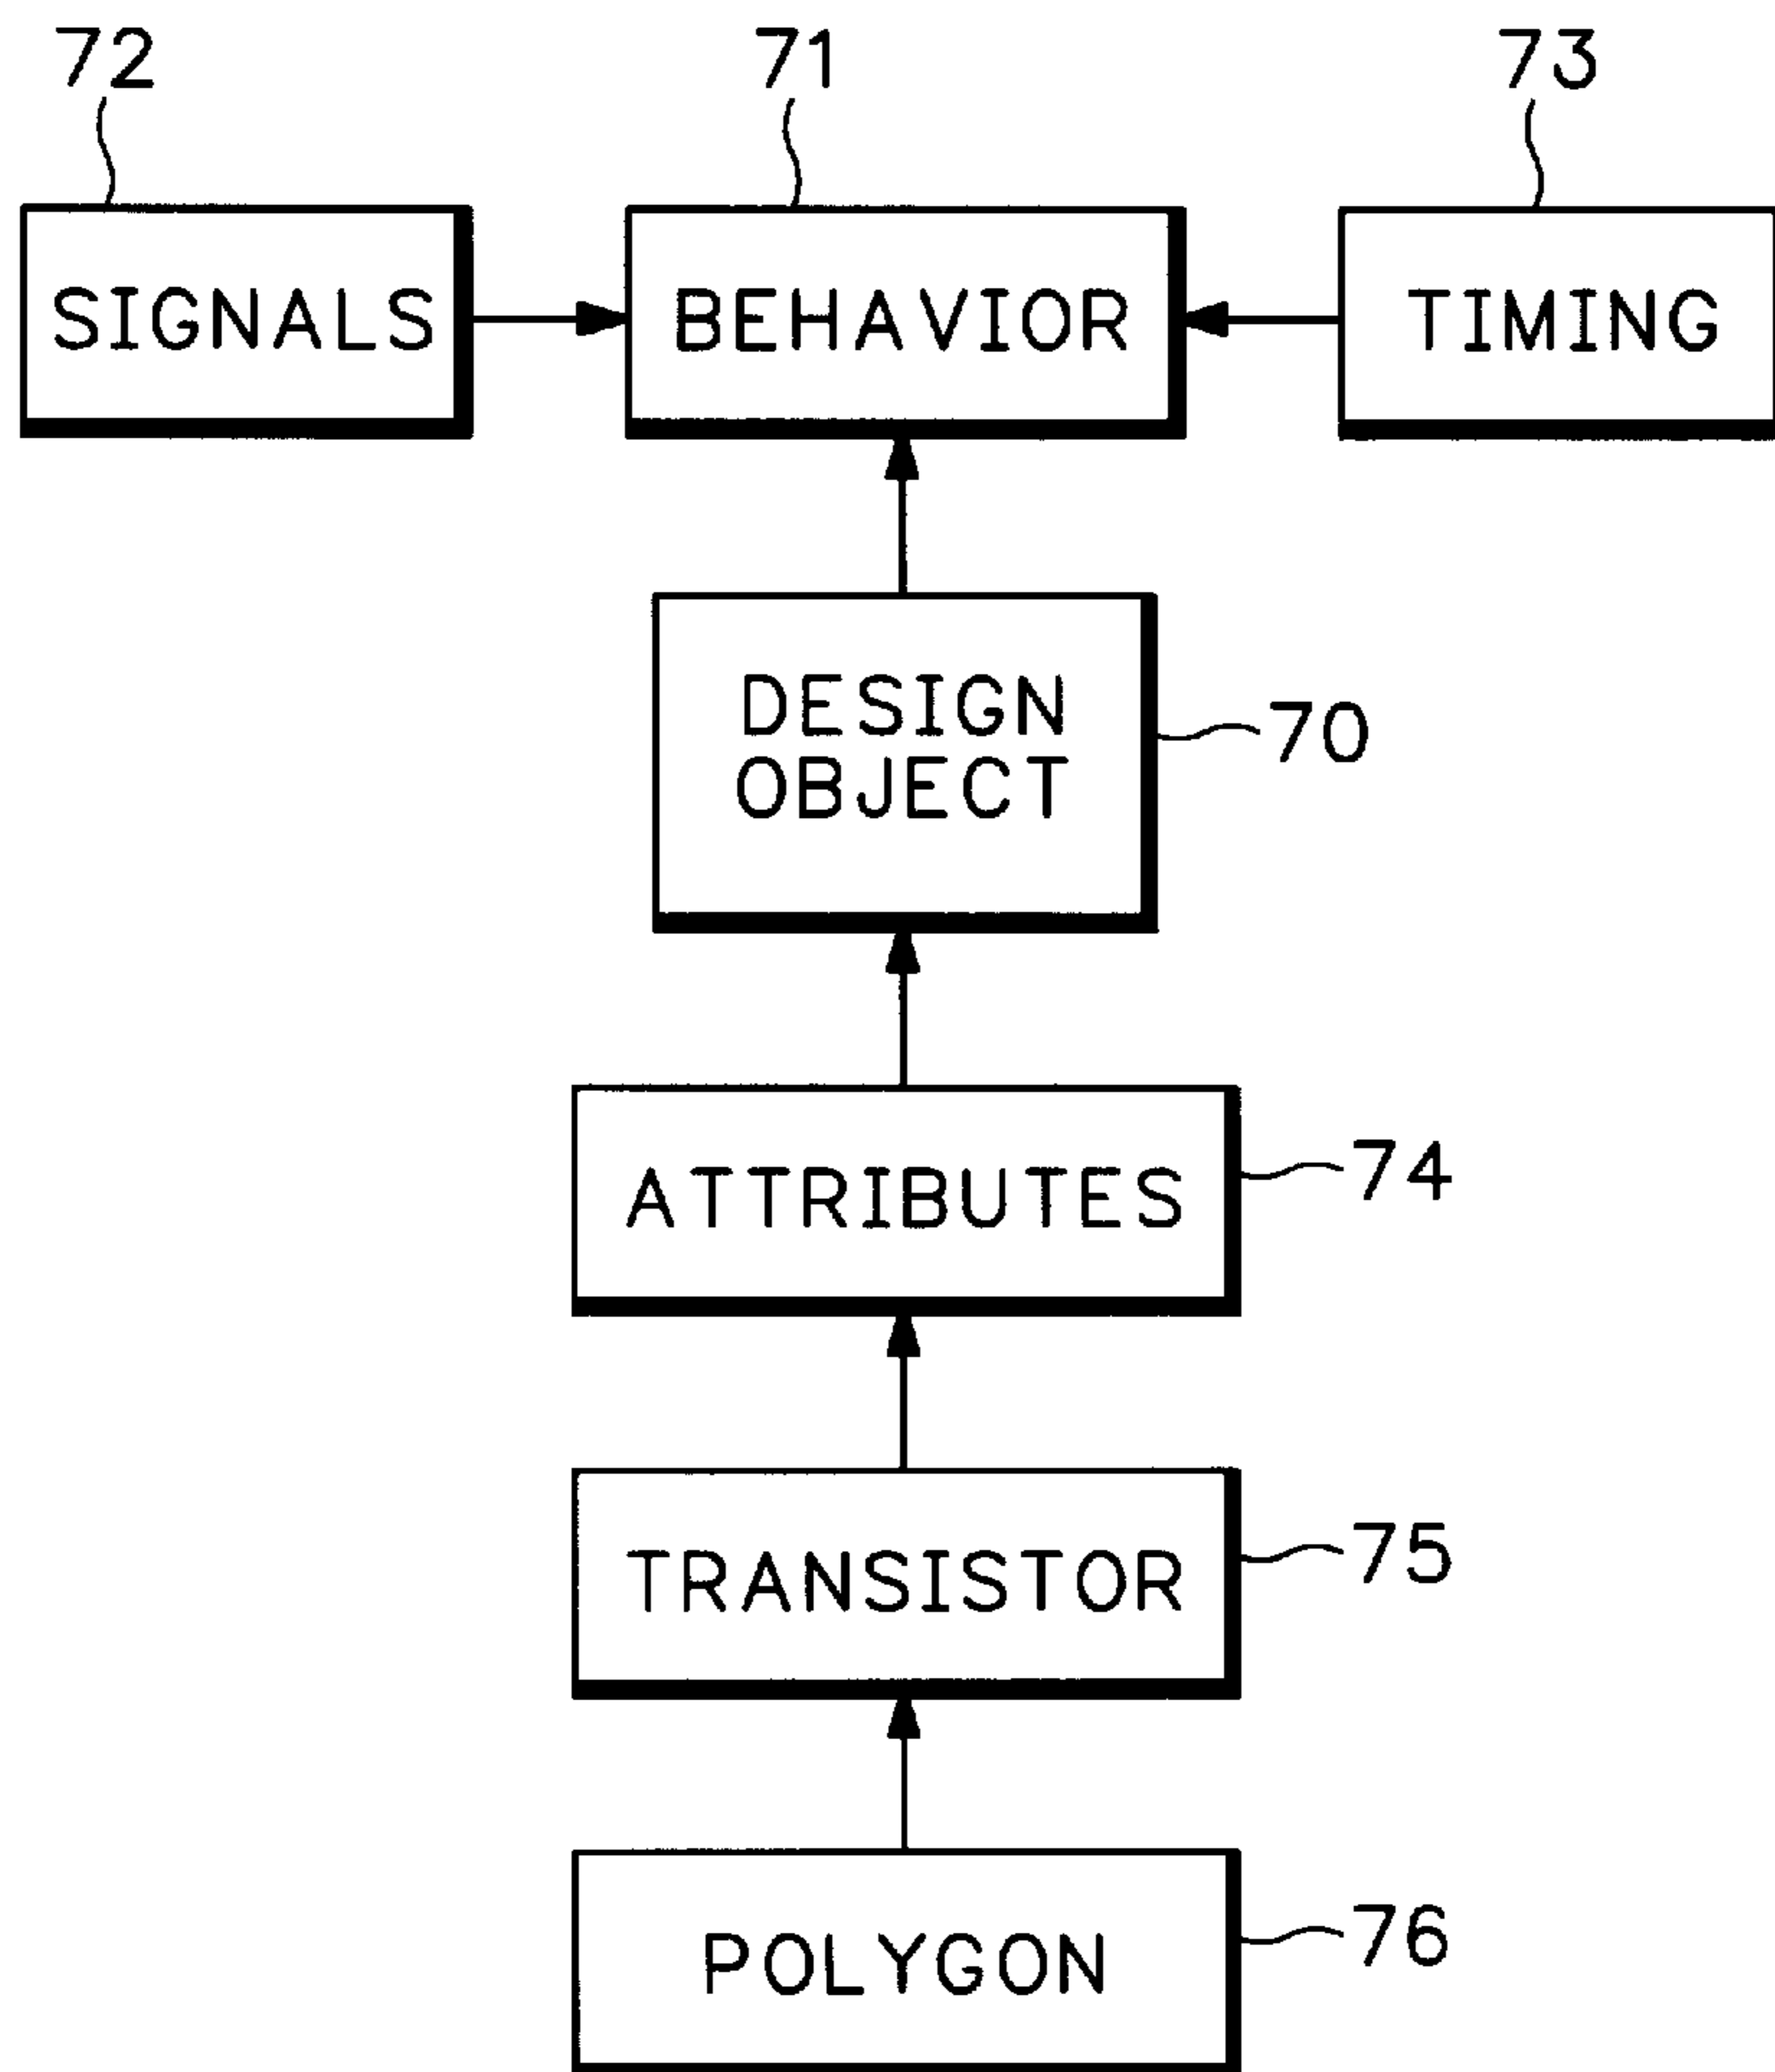 72
71
73
SIGNALS
BEHAVIOR
TIMING
DESIGN
OBJECT
70
ATTRIBUTES
74
TRANSISTOR
75
POLYGON
76